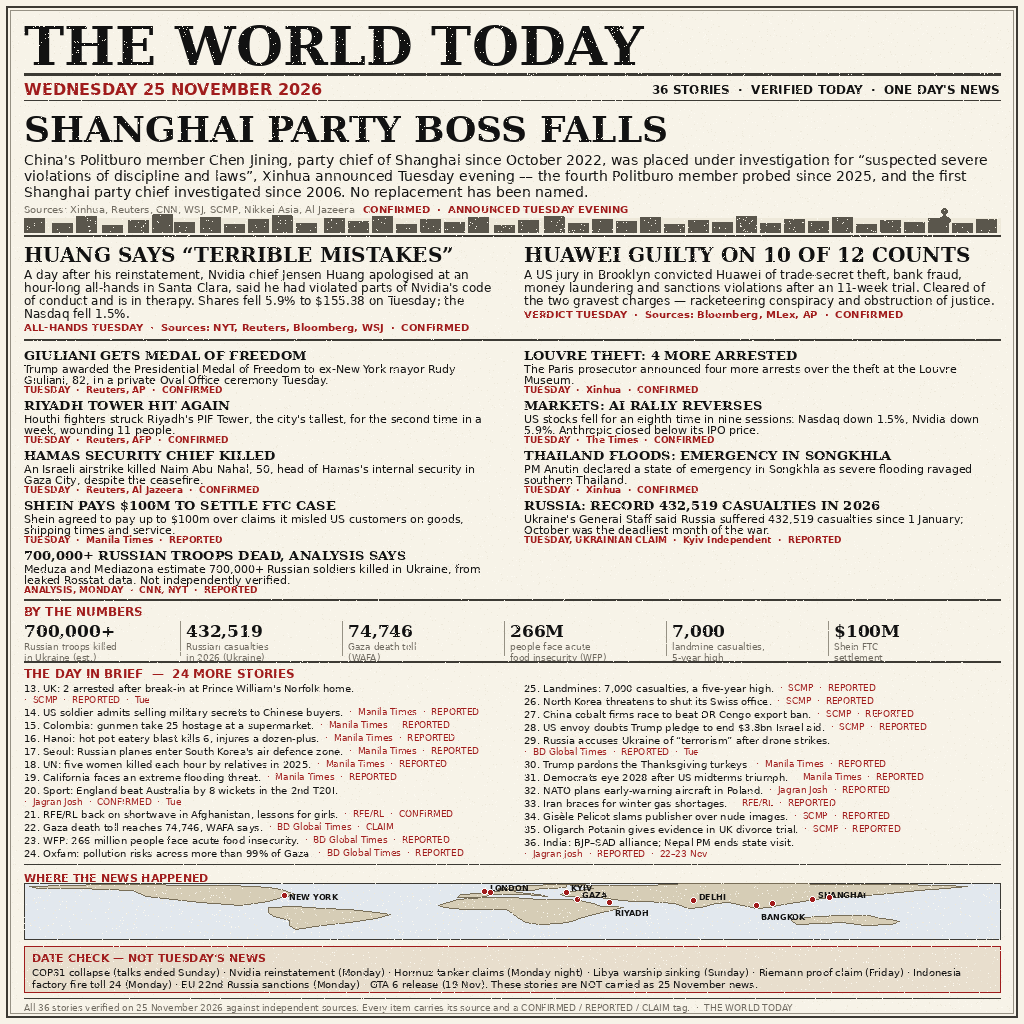 THE WORLD TODAY
WEDNESDAY 25 NOVEMBER 2026
36 STORIES · VERIFIED TODAY · ONE DAY'S NEWS
SHANGHAI PARTY BOSS FALLS
China's Politburo member Chen Jining, party chief of Shanghai since October 2022, was placed under investigation for “suspected severe
violations of discipline and laws”, Xinhua announced Tuesday evening -- the fourth Politburo member probed since 2025, and the first
Shanghai party chief investigated since 2006. No replacement has been named.
Sources: Xinhua, Reuters, CNN, WSJ, SCMP, Nikkei Asia, Al Jazeera CONFIRMED · ANNOUNCED TUESDAY EVENING
HUANG SAYS “TERRIBLE MISTAKES”
A day after his reinstatement, Nvidia chief Jensen Huang apologised at an
hour-long all-hands in Santa Clara, said he had violated parts of Nvidia's code
of conduct and is in therapy. Shares fell 5.9% to $155.38 on Tuesday; the
Nasdaq fell 1.5%.
ALL-HANDS TUESDAY · Sources: NYT, Reuters, Bloomberg, WSJ · CONFIRMED
HUAWEI GUILTY ON 10 OF 12 COUNTS
A US jury in Brooklyn convicted Huawei of trade-secret theft, bank fraud,
money laundering and sanctions violations after an 11-week trial. Cleared of
the two gravest charges — racketeering conspiracy and obstruction of justice.
VERDICT TUESDAY · Sources: Bloomberg, MLex, AP · CONFIRMED
GIULIANI GETS MEDAL OF FREEDOM
Trump awarded the Presidential Medal of Freedom to ex-New York mayor Rudy
Giuliani, 82, in a private Oval Office ceremony Tuesday.
TUESDAY · Reuters, AP · CONFIRMED
RIYADH TOWER HIT AGAIN
Houthi fighters struck Riyadh's PIF Tower, the city's tallest, for the second time in a
week, wounding 11 people.
TUESDAY · Reuters, AFP · CONFIRMED
HAMAS SECURITY CHIEF KILLED
An Israeli airstrike killed Naim Abu Nahal, 50, head of Hamas's internal security in
Gaza City, despite the ceasefire.
TUESDAY · Reuters, Al Jazeera · CONFIRMED
SHEIN PAYS $100M TO SETTLE FTC CASE
Shein agreed to pay up to $100m over claims it misled US customers on goods,
shipping times and service.
TUESDAY · Manila Times · REPORTED
700,000+ RUSSIAN TROOPS DEAD, ANALYSIS SAYS
Meduza and Mediazona estimate 700,000+ Russian soldiers killed in Ukraine, from
leaked Rosstat data. Not independently verified.
ANALYSIS, MONDAY · CNN, NYT · REPORTED
LOUVRE THEFT: 4 MORE ARRESTED
The Paris prosecutor announced four more arrests over the theft at the Louvre
Museum.
TUESDAY · Xinhua · CONFIRMED
MARKETS: AI RALLY REVERSES
US stocks fell for an eighth time in nine sessions: Nasdaq down 1.5%, Nvidia down
5.9%. Anthropic closed below its IPO price.
TUESDAY · The Times · CONFIRMED
THAILAND FLOODS: EMERGENCY IN SONGKHLA
PM Anutin declared a state of emergency in Songkhla as severe flooding ravaged
southern Thailand.
TUESDAY · Xinhua · CONFIRMED
RUSSIA: RECORD 432,519 CASUALTIES IN 2026
Ukraine's General Staff said Russia suffered 432,519 casualties since 1 January;
October was the deadliest month of the war.
TUESDAY, UKRAINIAN CLAIM · Kyiv Independent · REPORTED
BY THE NUMBERS
700,000+
Russian troops killed
in Ukraine (est.)
432,519
Russian casualties
in 2026 (Ukraine)
74,746
Gaza death toll
(WAFA)
266M
people face acute
food insecurity (WFP)
7,000
landmine casualties,
5-year high
$100M
Shein FTC
settlement
THE DAY IN BRIEF — 24 MORE STORIES
13. UK: 2 arrested after break-in at Prince William's Norfolk home.
· SCMP · REPORTED · Tue
14. US soldier admits selling military secrets to Chinese buyers. · Manila Times · REPORTED
15. Colombia: gunmen take 25 hostage at a supermarket. · Manila Times REPORTED
16. Hanoi: hot pot eatery blast kills 6, injures a dozen-plus. · Manila Times · REPORTED
17. Seoul: Russian planes enter South Korea's air defence zone. · Manila Times · REPORTED
18. UN: five women killed each hour by relatives in 2025. · Manila Times · REPORTED
19. California faces an extreme flooding threat. · Manila Times · REPORTED
20. Sport: England beat Australia by 8 wickets in the 2nd T20I.
· Jagran Josh · CONFIRMED · Tue
21. RFE/RL back on shortwave in Afghanistan, lessons for girls. · RFE/RL · CONFIRMED
22. Gaza death toll reaches 74,746, WAFA says. · BD Global Times · CLAIM
23. WFP: 266 million people face acute food insecurity. · BD Global Times · REPORTED
24. Oxfam: pollution risks across more than 99% of Gaza · BD Global Times · REPORTED
25. Landmines: 7,000 casualties, a five-year high. · SCMP · REPORTED
26. North Korea threatens to shut its Swiss office. · SCMP · REPORTED
27. China cobalt firms race to beat DR Congo export ban. · SCMP · REPORTED
28. US envoy doubts Trump pledge to end $3.8bn Israel aid. · SCMP · REPORTED
29. Russia accuses Ukraine of “terrorism” after drone strikes.
· BD Global Times · REPORTED · Tue
30. Trump pardons the Thanksgiving turkeys · Manila Times · REPORTED
31. Democrats eye 2028 after US midterms triumph. Manila Times · REPORTED
32. NATO plans early-warning aircraft in Poland. · Jagran Josh · REPORTED
33. Iran braces for winter gas shortages. RFE/RL · REPORTED
34. Gisèle Pelicot slams publisher over nude images. · SCMP · REPORTED
35. Oligarch Potanin gives evidence in UK divorce trial. · SCMP · REPORTED
36. India: BJP–SAD alliance; Nepal PM ends state visit.
· Jagran Josh · REPORTED · 22–23 Nov
WHERE THE NEWS HAPPENED
NEW YORK
LONDON
KYIV
GAZA
RIYADH
DELHI
BANGKOK
SHANGHAI
DATE CHECK — NOT TUESDAY'S NEWS
COP31 collapse (talks ended Sunday) · Nvidia reinstatement (Monday) · Hormuz tanker claims (Monday night) · Libya warship sinking (Sunday) · Riemann proof claim (Friday) · Indonesia
factory fire toll 24 (Monday) · EU 22nd Russia sanctions (Monday) GTA 6 release (19 Nov). These stories are NOT carried as 25 November news.
All 36 stories verified on 25 November 2026 against independent sources. Every item carries its source and a CONFIRMED / REPORTED / CLAIM tag. · THE WORLD TODAY